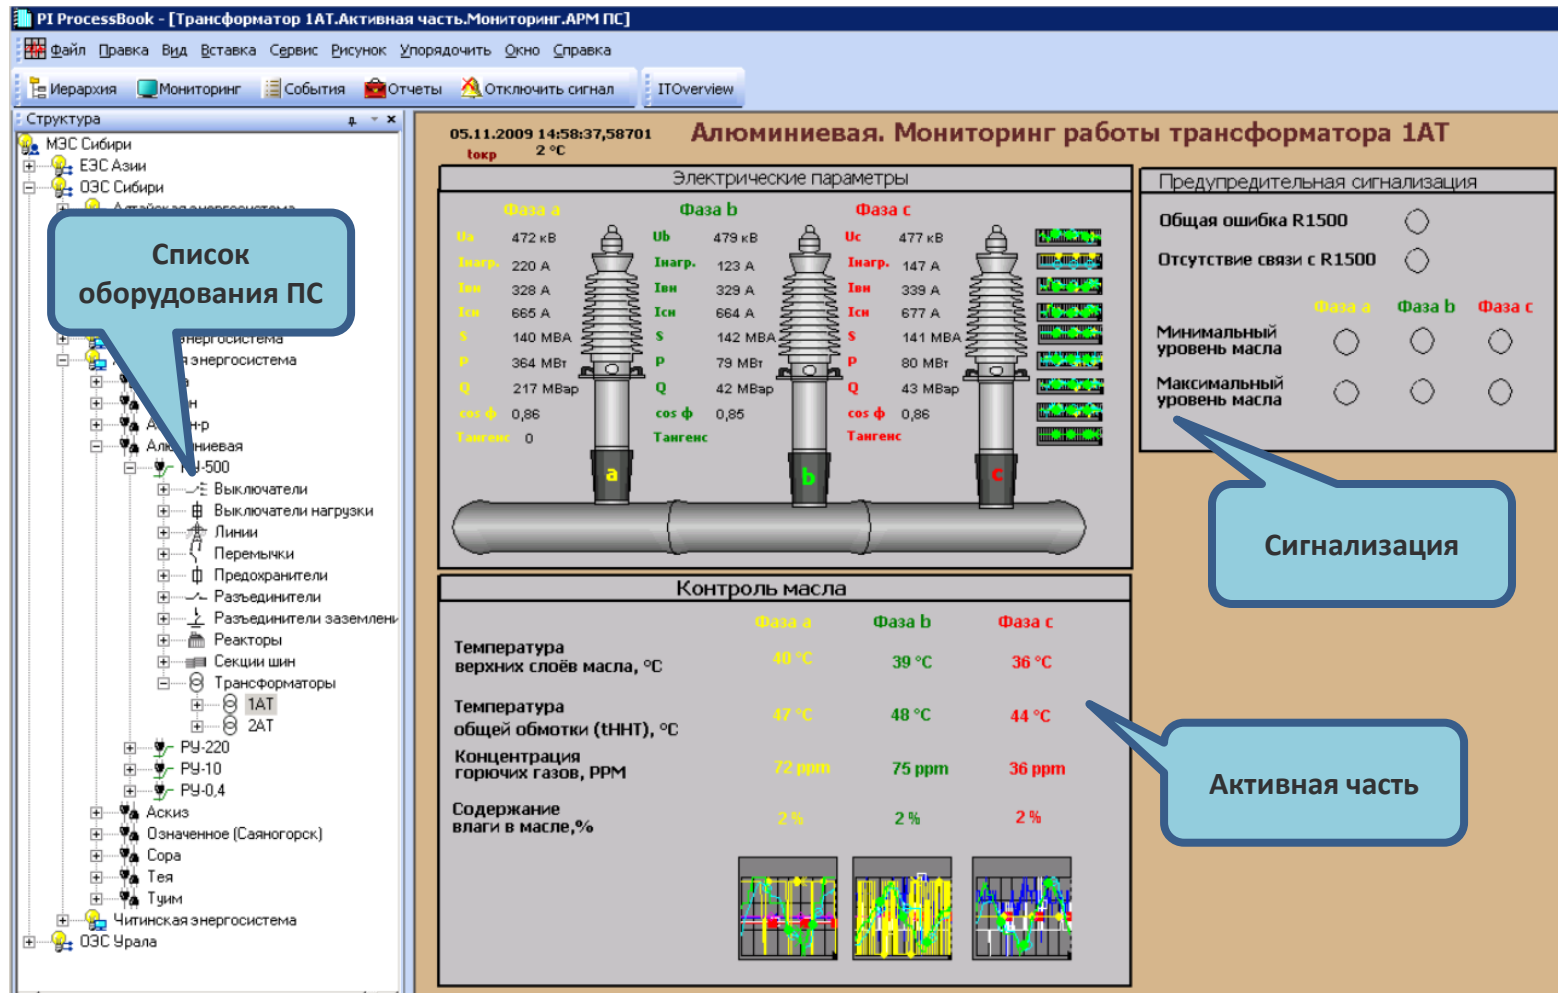 PI ProcessBook - [Трансформатор 1АТ.Активная часть.Мониторинг.АРМ ПС]
Файл Правка Вид Вставка Сервис Рисунок Упорядочить Окно Справка
Иерархия Мониторинг События Отчеты Отключить сигнал ITOverview
Структура
МЭС Сибири
ЕЭС Азии
ОЭС Сибири
Список
оборудования ПС
энергосистема
Алюминиевая
РУ-500
Выключатели
Выключатели нагрузки
Линии
Перемычки
Предохранители
Разъединители
Разъединители заземлени
Реакторы
Секции шин
Трансформаторы
1АТ
2АТ
РУ-220
РУ-10
РУ-0,4
Аскиз
Означенное (Саяногорск)
Сора
Тея
Туим
Читинская энергосистема
ОЭС Урала
05.11.2009 14:58:37,58701 Алюминиевая. Мониторинг работы трансформатора 1АТ
tокр 2 °C
Электрические параметры
Фаза a Фаза b Фаза c
Ua 472 кВ Ub 479 кВ Uc 477 кВ
Iнагр. 220 А Iнагр. 123 А Iнагр. 147 А
Iвн 328 А Iвн 329 А Iвн 339 А
Iсн 665 А Iсн 664 А Iсн 677 А
S 140 МВА S 142 МВА S 141 МВА
P 364 МВт P 79 МВт P 80 МВт
Q 217 МВар Q 42 МВар Q 43 МВар
cos ф 0,86 cos ф 0,85 cos ф 0,86
Тангенс 0 Тангенс Тангенс
a b c
Предупредительная сигнализация
Общая ошибка R1500
Отсутствие связи с R1500
Фаза a Фаза b Фаза c
Минимальный
уровень масла
Максимальный
уровень масла
Сигнализация
Контроль масла
Фаза a Фаза b Фаза c
Температура
верхних слоёв масла, °C 40 °C 39 °C 36 °C
Температура
общей обмотки (tННТ), °C 47 °C 48 °C 44 °C
Концентрация
горючих газов, PPM 72 ppm 75 ppm 36 ppm
Содержание
влаги в масле,% 2 % 2 % 2 %
Активная часть